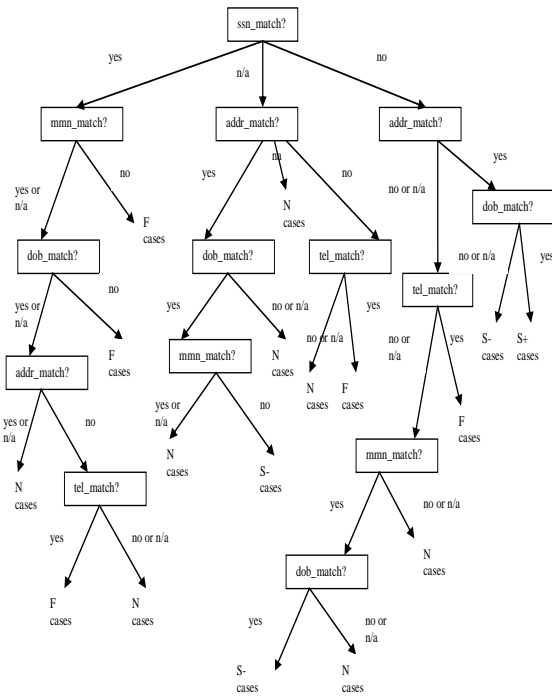 ssn_match?
yes
n/a
no
mmn_match?
addr_match?
addr_match?
yes or
n/a
no
yes
na
no
no or n/a
yes
F
cases
N
cases
dob_match?
dob_match?
dob_match?
tel_match?
no or n/a
yes
tel_match?
yes or
n/a
no
yes
no or n/a
no or n/a
yes
no or
n/a
yes
S-
cases
S+
cases
F
cases
N
cases
addr_match?
mmn_match?
N
cases
F
cases
yes or
n/a
no
yes or
n/a
no
F
cases
N
cases
S-
cases
mmn_match?
N
cases
tel_match?
yes
no or n/a
yes
no or n/a
N
cases
dob_match?
F
cases
N
cases
yes
no or
n/a
S-
cases
N
cases